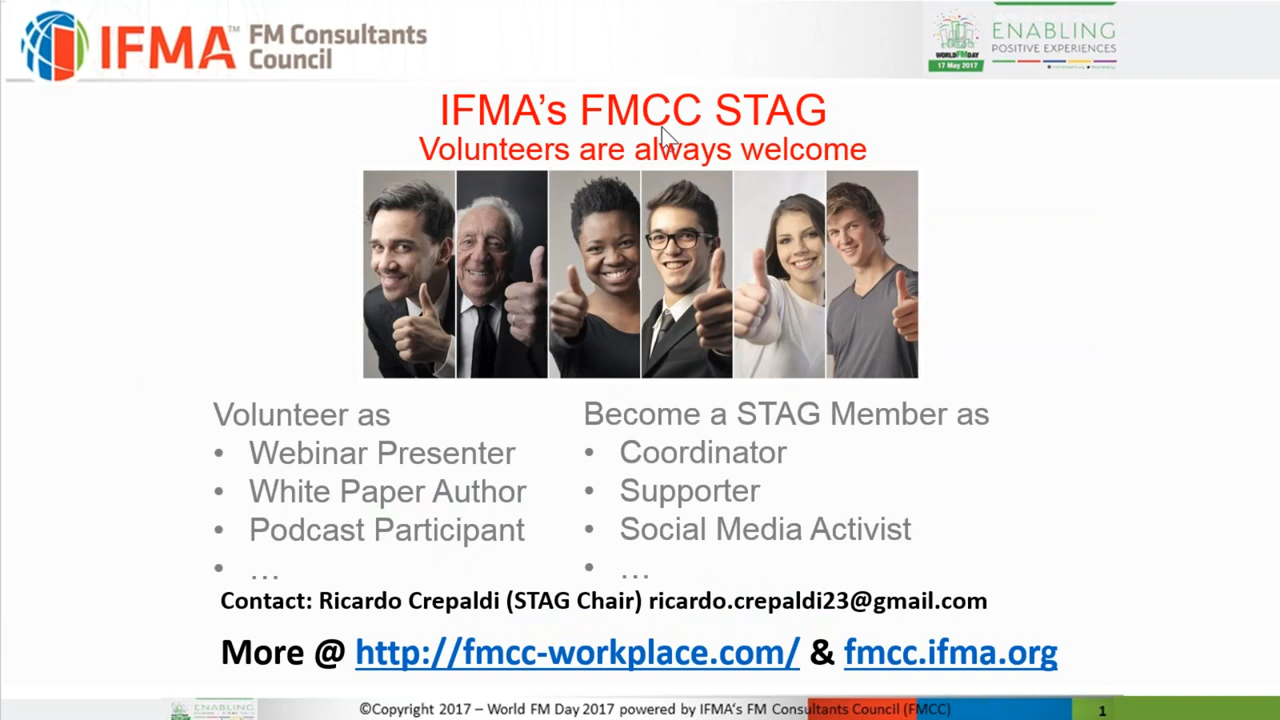 IFMA™ FM Consultants
Council
WORLD FM DAY
17 May 2017
ENABLING
POSITIVE EXPERIENCES
IFMA's FMCC STAG
Volunteers are always welcome
Volunteer as
• Webinar Presenter
• White Paper Author
• Podcast Participant
• …
Become a STAG Member as
• Coordinator
• Supporter
• Social Media Activist
• …
Contact: Ricardo Crepaldi (STAG Chair) ricardo.crepaldi23@gmail.com
More @ http://fmcc-workplace.com/ & fmcc.ifma.org
ENABLING
©Copyright 2017 – World FM Day 2017 powered by IFMA's FM Consultants Council (FMCC)
1